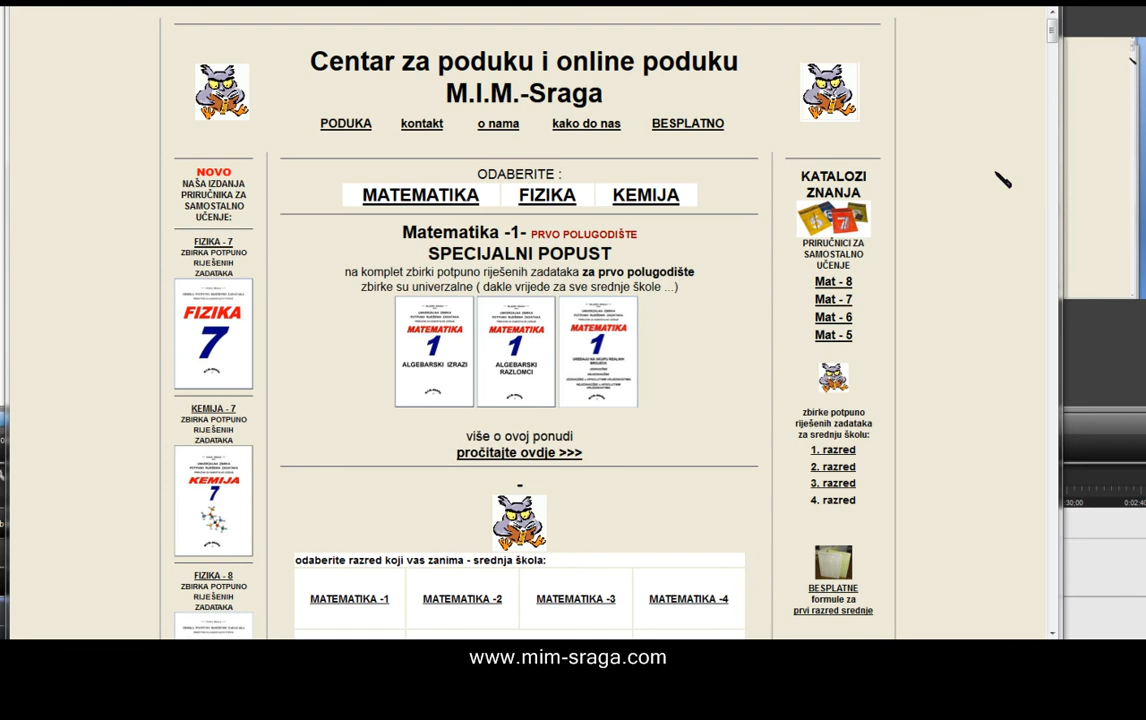 Centar za poduku i online poduku
M.I.M.-Sraga
PODUKA kontakt o nama kako do nas BESPLATNO
NOVO
NAŠA IZDANJA
PRIRUČNIKA ZA
SAMOSTALNO
UČENJE:
FIZIKA - 7
ZBIRKA POTPUNO
RIJEŠENIH
ZADATAKA
FIZIKA
7
KEMIJA - 7
ZBIRKA POTPUNO
RIJEŠENIH
ZADATAKA
KEMIJA
7
FIZIKA - 8
ZBIRKA POTPUNO
RIJEŠENIH
ZADATAKA
ODABERITE :
MATEMATIKA FIZIKA KEMIJA
Matematika -1- PRVO POLUGODIŠTE
SPECIJALNI POPUST
na komplet zbirki potpuno riješenih zadataka za prvo polugodište
zbirke su univerzalne ( dakle vrijede za sve srednje škole ...)
MATEMATIKA MATEMATIKA MATEMATIKA
1 1 1
ALGEBARSKI IZRAZI
ALGEBARSKI
RAZLOMCI
više o ovoj ponudi
pročitajte ovdje >>>
-
odaberite razred koji vas zanima - srednja škola:
MATEMATIKA -1 MATEMATIKA -2 MATEMATIKA -3 MATEMATIKA -4
KATALOZI
ZNANJA
PRIRUČNICI ZA
SAMOSTALNO
UČENJE
Mat - 8
Mat - 7
Mat - 6
Mat - 5
zbirke potpuno
riješenih zadataka
za srednju školu:
1. razred
2. razred
3. razred
4. razred
BESPLATNE
formule za
prvi razred srednje
www.mim-sraga.com